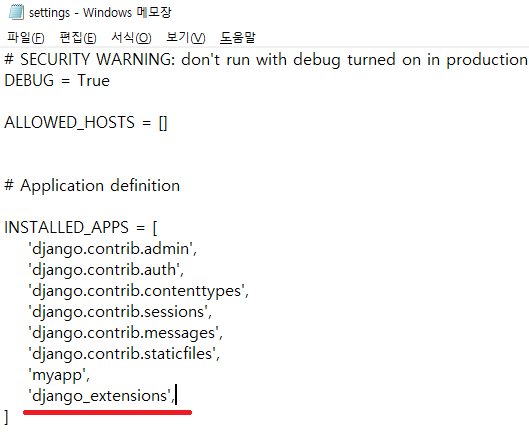 settings - Windows 메모장
파일(F) 편집(E) 서식(O) 보기(V) 도움말
# SECURITY WARNING: don't run with debug turned on in production
DEBUG = True
ALLOWED_HOSTS = []
# Application definition
INSTALLED_APPS = [
'django.contrib.admin',
'django.contrib.auth',
'django.contrib.contenttypes',
'django.contrib.sessions',
'django.contrib.messages',
'django.contrib.staticfiles',
'myapp',
'django_extensions',
]